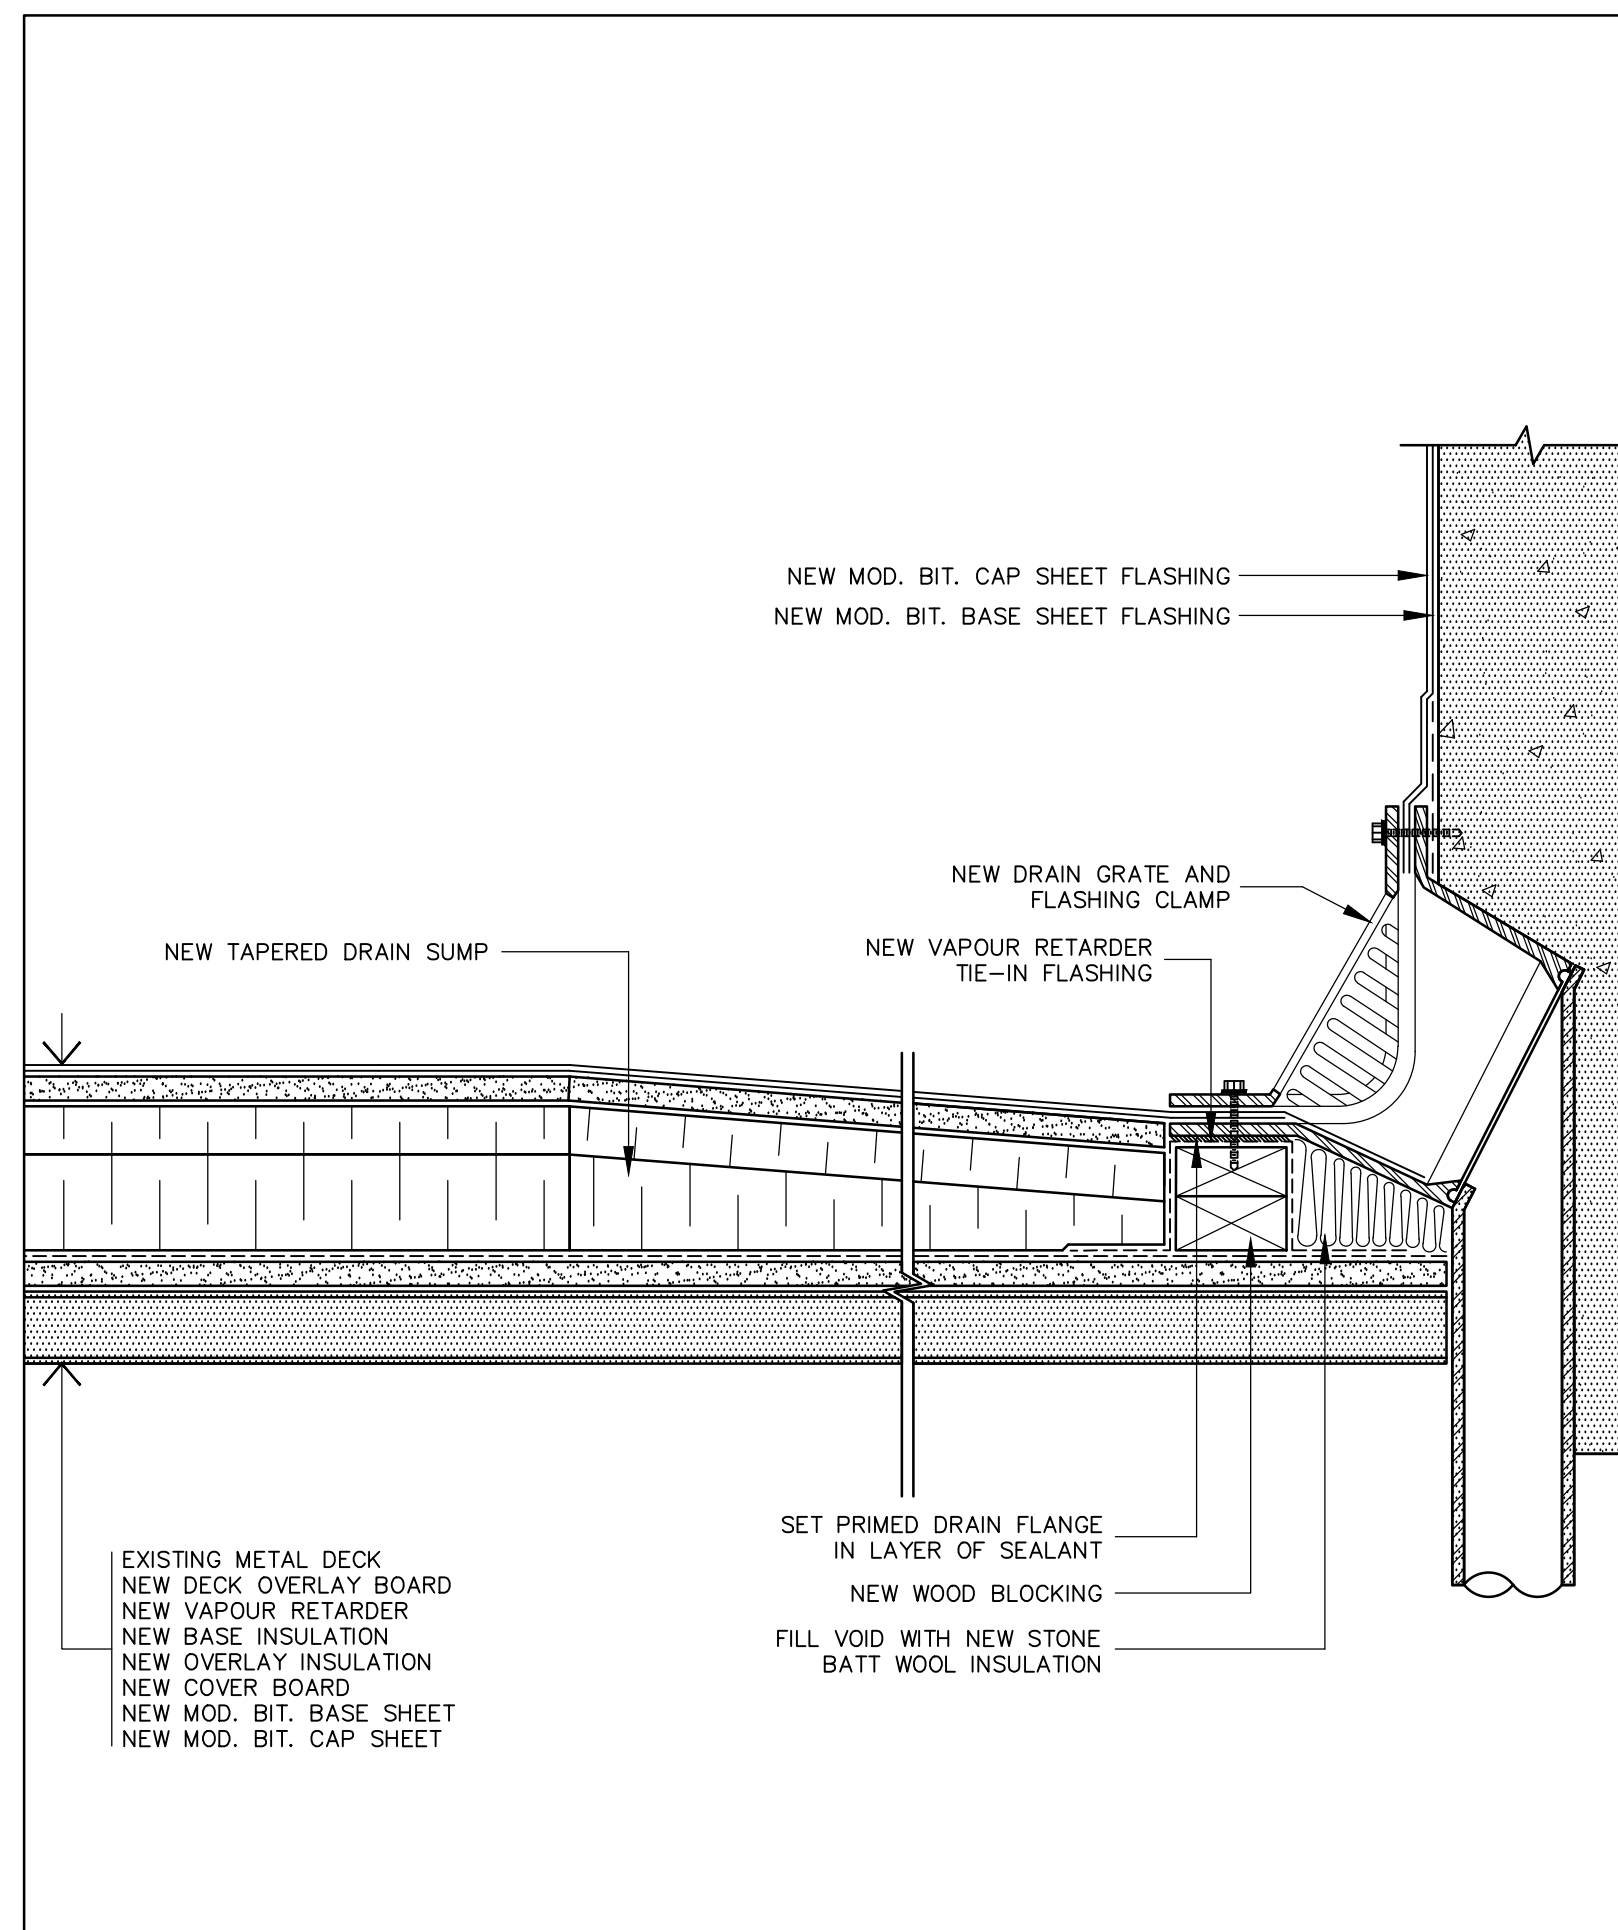 NEW MOD. BIT. CAP SHEET FLASHING
NEW MOD. BIT. BASE SHEET FLASHING
NEW DRAIN GRATE AND
FLASHING CLAMP
NEW TAPERED DRAIN SUMP
NEW VAPOUR RETARDER
TIE-IN FLASHING
SET PRIMED DRAIN FLANGE
IN LAYER OF SEALANT
NEW WOOD BLOCKING
FILL VOID WITH NEW STONE
BATT WOOL INSULATION
EXISTING METAL DECK
NEW DECK OVERLAY BOARD
NEW VAPOUR RETARDER
NEW BASE INSULATION
NEW OVERLAY INSULATION
NEW COVER BOARD
NEW MOD. BIT. BASE SHEET
NEW MOD. BIT. CAP SHEET